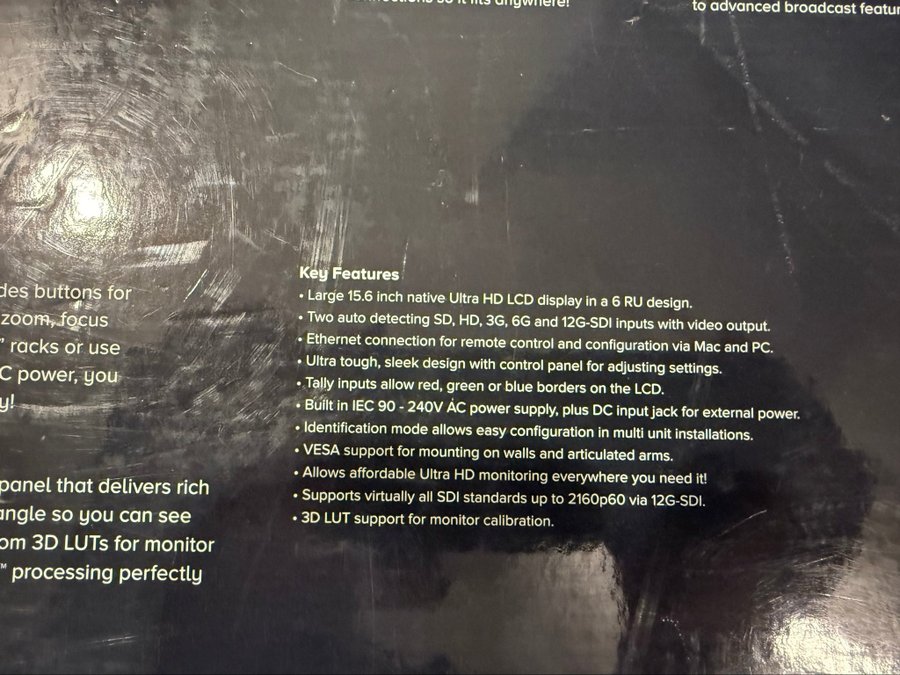 so it fits anywhere!
to advanced broadcast
des buttons for
zoom, focus
" racks or use
C power, you
y!
panel that delivers rich
angle so you can see
om 3D LUTs for monitor
™ processing perfectly
Key Features
• Large 15.6 inch native Ultra HD LCD display in a 6 RU design.
• Two auto detecting SD, HD, 3G, 6G and 12G-SDI inputs with video output.
• Ethernet connection for remote control and configuration via Mac and PC.
• Ultra tough, sleek design with control panel for adjusting settings.
• Tally inputs allow red, green or blue borders on the LCD.
• Built in IEC 90 - 240V AC power supply, plus DC input jack for external power.
• Identification mode allows easy configuration in multi unit installations.
• VESA support for mounting on walls and articulated arms.
• Allows affordable Ultra HD monitoring everywhere you need it!
• Supports virtually all SDI standards up to 2160p60 via 12G-SDI.
• 3D LUT support for monitor calibration.